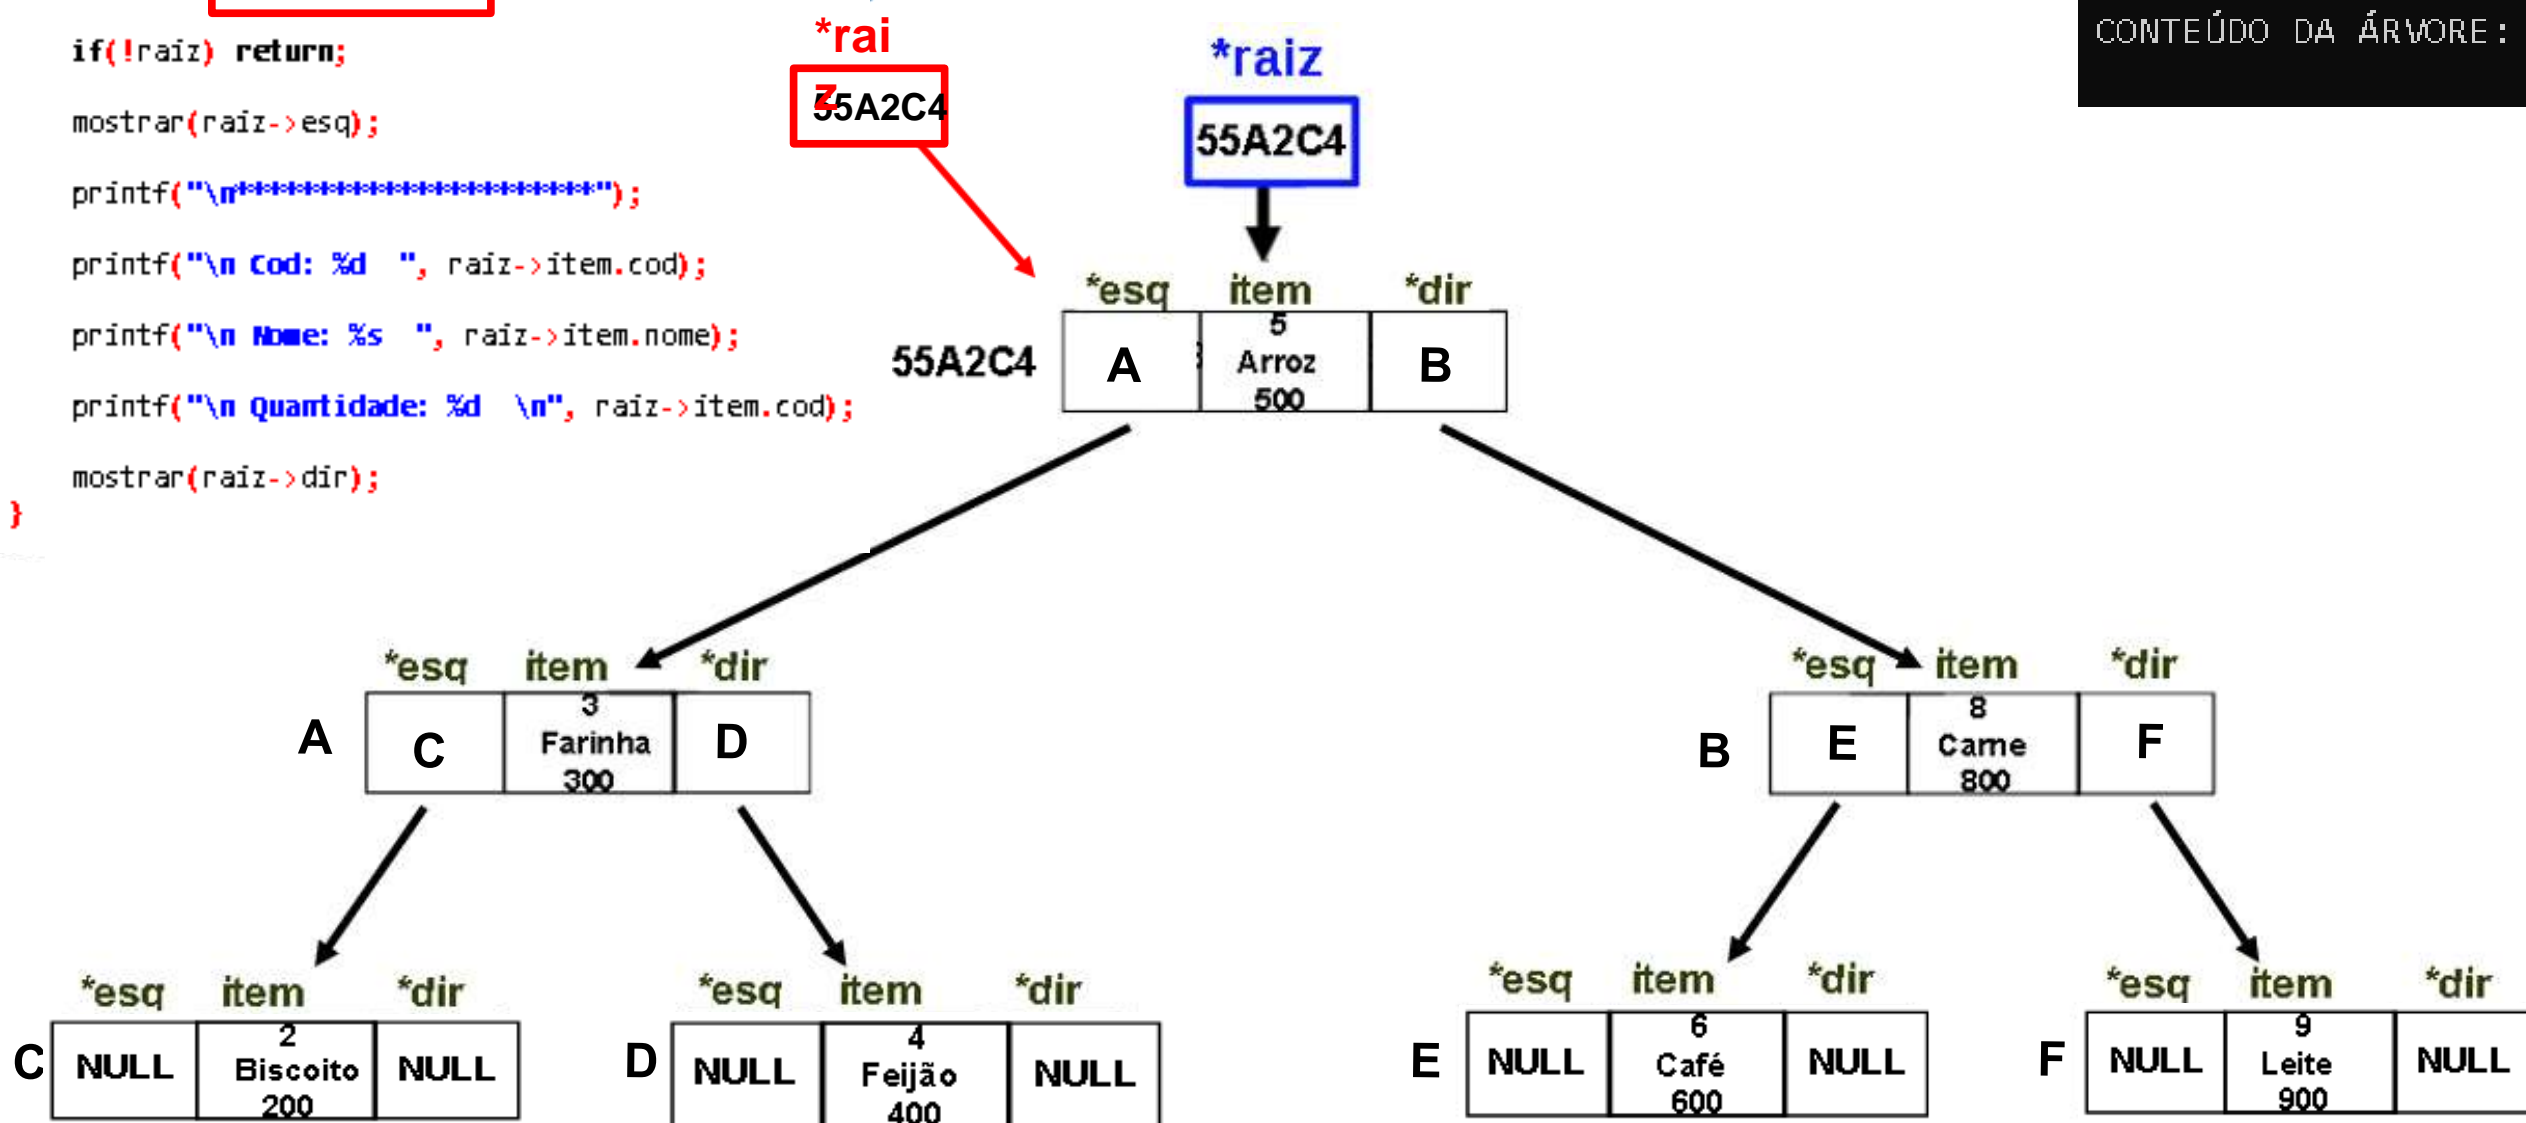 if(!raiz) return;
mostrar(raiz->esq);
printf("\n**************************");
printf("\n Cod: %d  ", raiz->item.cod);
printf("\n Nome: %s  ", raiz->item.nome);
printf("\n Quantidade: %d  \n", raiz->item.cod);
mostrar(raiz->dir);
}
*rai
z
55A2C4
*raiz
55A2C4
CONTEÚDO DA ÁRVORE:
*esq item *dir
55A2C4 A 5 B
Arroz
500
*esq item *dir
A C 3 D
Farinha
300
*esq item *dir
B E 8 F
Carne
800
*esq item *dir
C NULL 2 NULL
Biscoito
200
*esq item *dir
D NULL 4 NULL
Feijão
400
*esq item *dir
E NULL 6 NULL
Café
600
*esq item *dir
F NULL 9 NULL
Leite
900